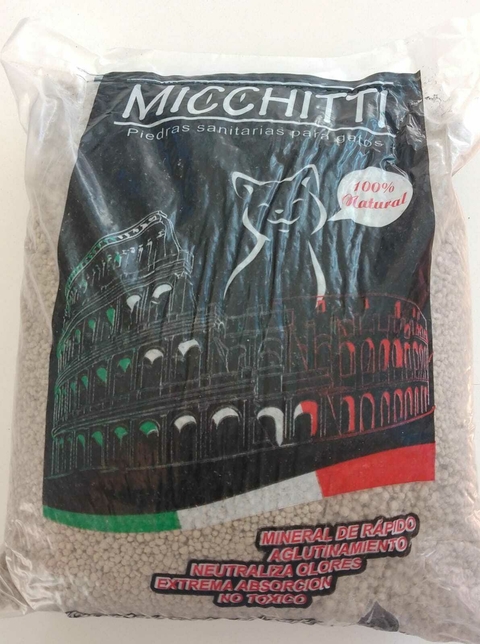 MICCHITTI
Piedras sanitarias para gatos
100%
Natural
MINERAL DE RÁPIDO
AGLUTINAMIENTO
NEUTRALIZA OLORES
EXTREMA ABSORCION
NO TOXICO